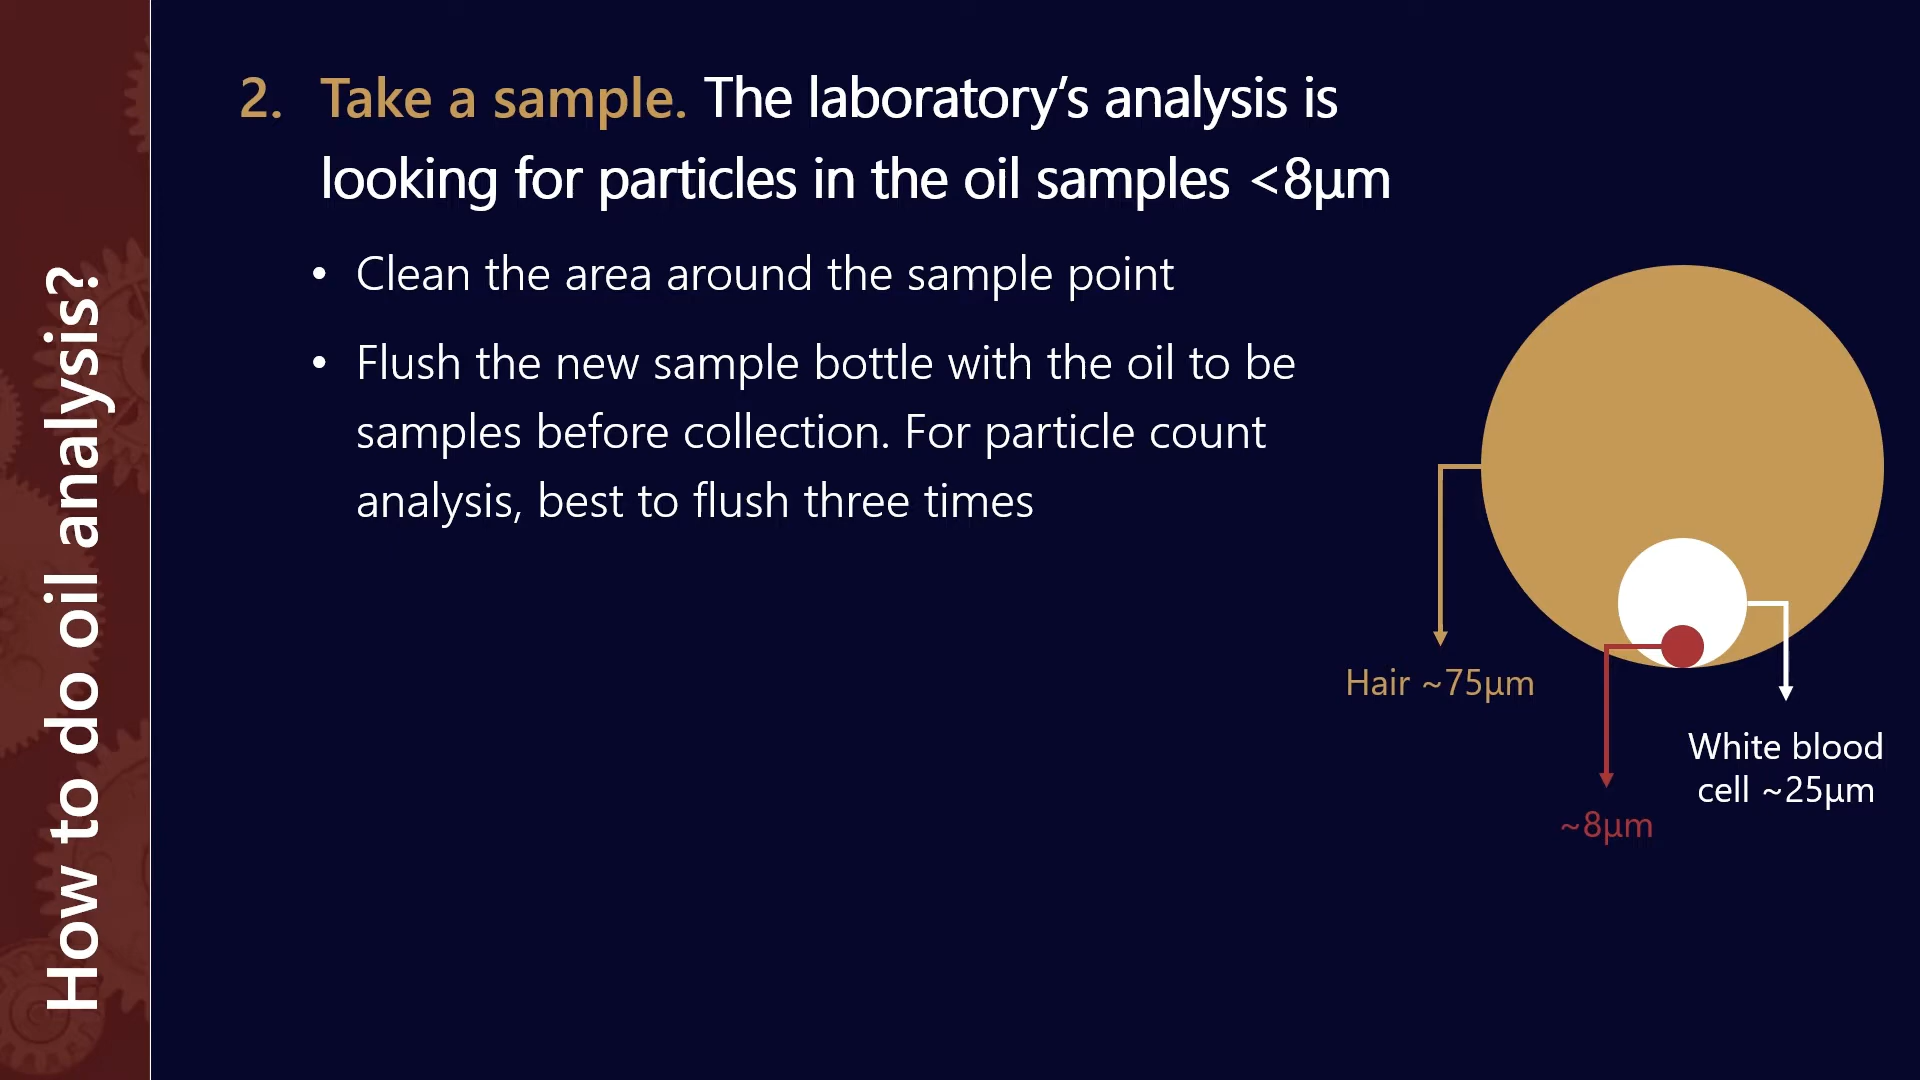 How to do oil analysis?
2. Take a sample. The laboratory's analysis is
looking for particles in the oil samples <8µm
• Clean the area around the sample point
• Flush the new sample bottle with the oil to be
samples before collection. For particle count
analysis, best to flush three times
Hair ~75µm
White blood
cell ~25µm
~8µm